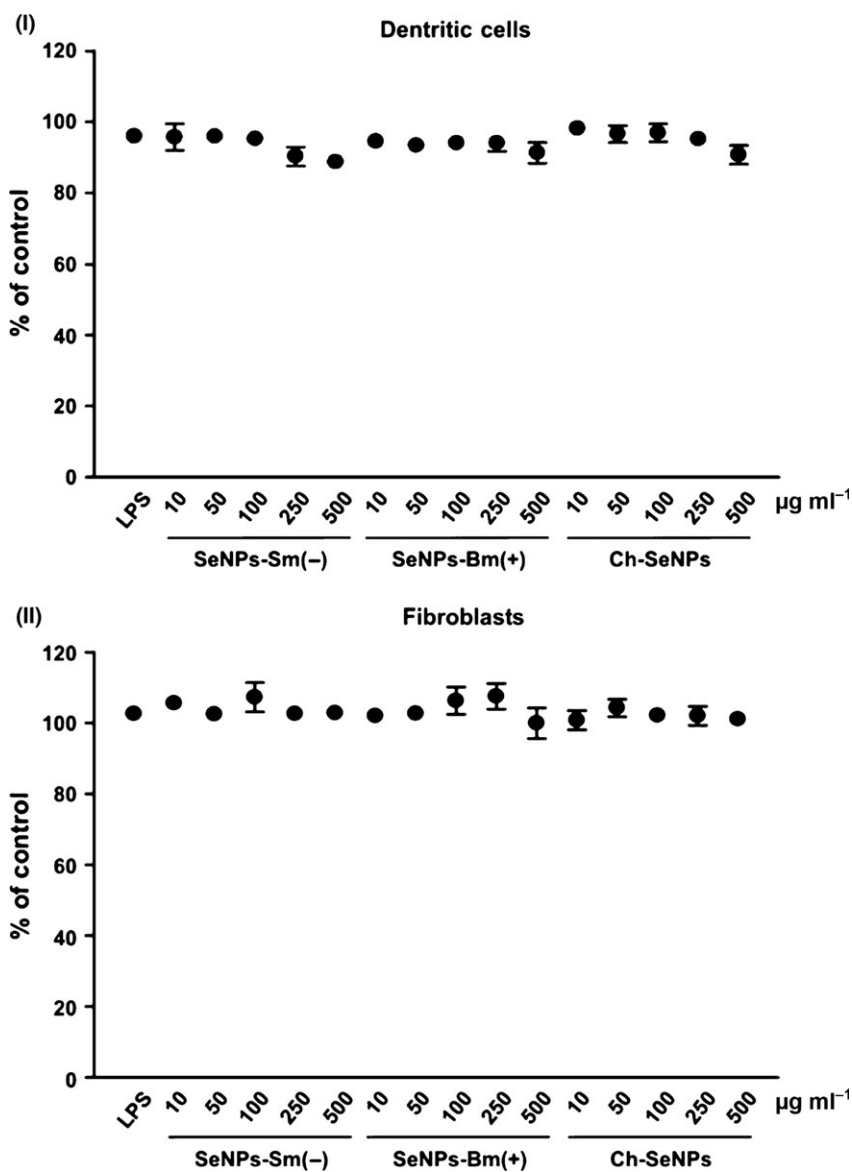 (I)
Dentritic cells
120
100
80
60
40
20
0
% of control
LPS 10 50 100 250 500 10 50 100 250 500 10 50 100 250 500 µg ml⁻¹
SeNPs-Sm(–) SeNPs-Bm(+) Ch-SeNPs
(II)
Fibroblasts
120
100
80
60
40
20
0
% of control
LPS 10 50 100 250 500 10 50 100 250 500 10 50 100 250 500 µg ml⁻¹
SeNPs-Sm(–) SeNPs-Bm(+) Ch-SeNPs